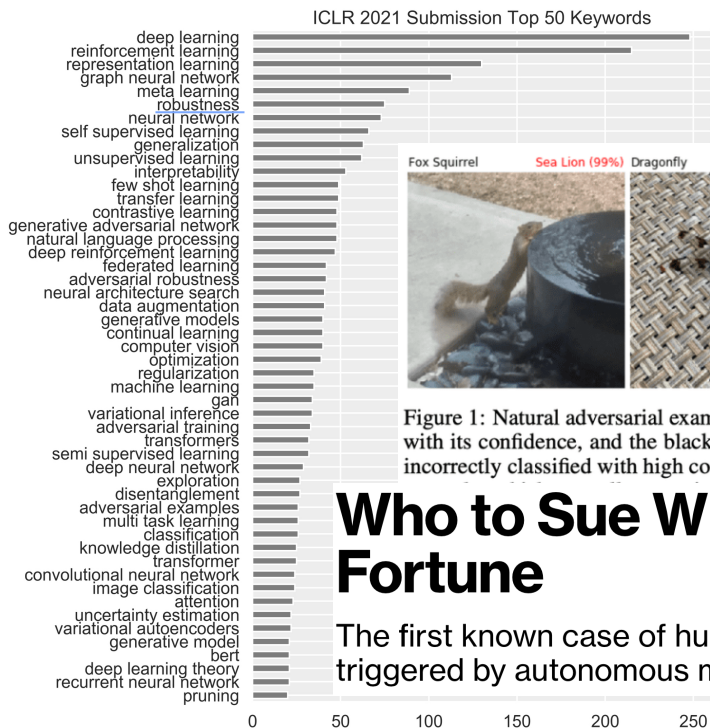 ICLR 2021 Submission Top 50 Keywords
deep learning
reinforcement learning
representation learning
graph neural network
meta learning
robustness
neural network
self supervised learning
generalization
unsupervised learning
interpretability
few shot learning
transfer learning
contrastive learning
generative adversarial network
natural language processing
deep reinforcement learning
federated learning
adversarial robustness
neural architecture search
data augmentation
generative models
continual learning
computer vision
optimization
regularization
machine learning
gan
variational inference
adversarial training
transformers
semi supervised learning
deep neural network
exploration
disentanglement
adversarial examples
multi task learning
classification
knowledge distillation
transformer
convolutional neural network
image classification
attention
uncertainty estimation
variational autoencoders
generative model
bert
deep learning theory
recurrent neural network
pruning
0 50 100 150 200 250
Fox Squirrel Sea Lion (99%) Dragonfly
Figure 1: Natural adversarial exam
with its confidence, and the black
incorrectly classified with high co
Who to Sue W
Fortune
The first known case of hu
triggered by autonomous m